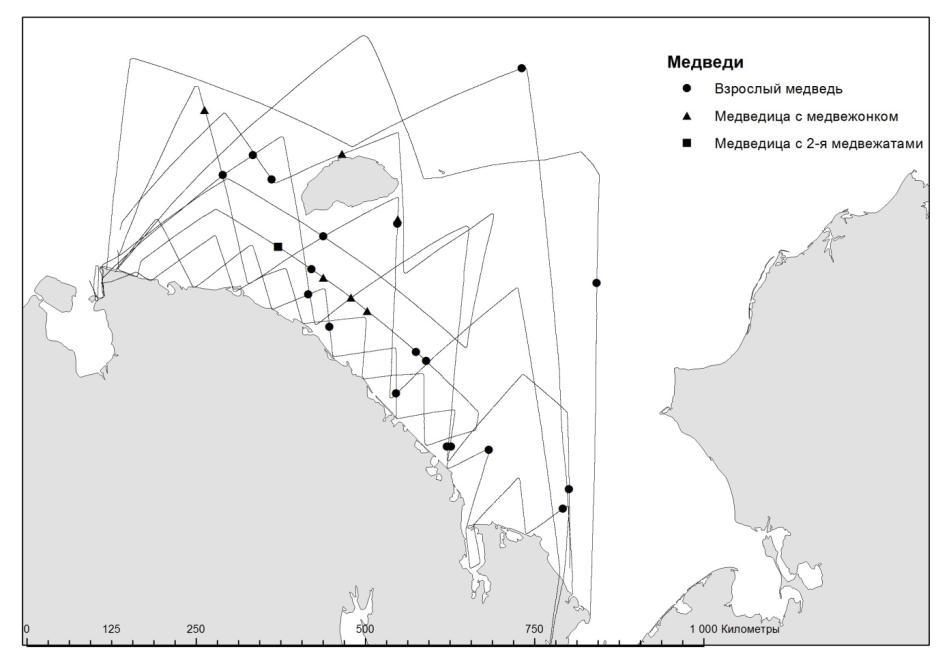 Медведи
Взрослый медведь
Медведица с медвежонком
Медведица с 2-я медвежатами
0 125 250 500 750 1 000 Километры